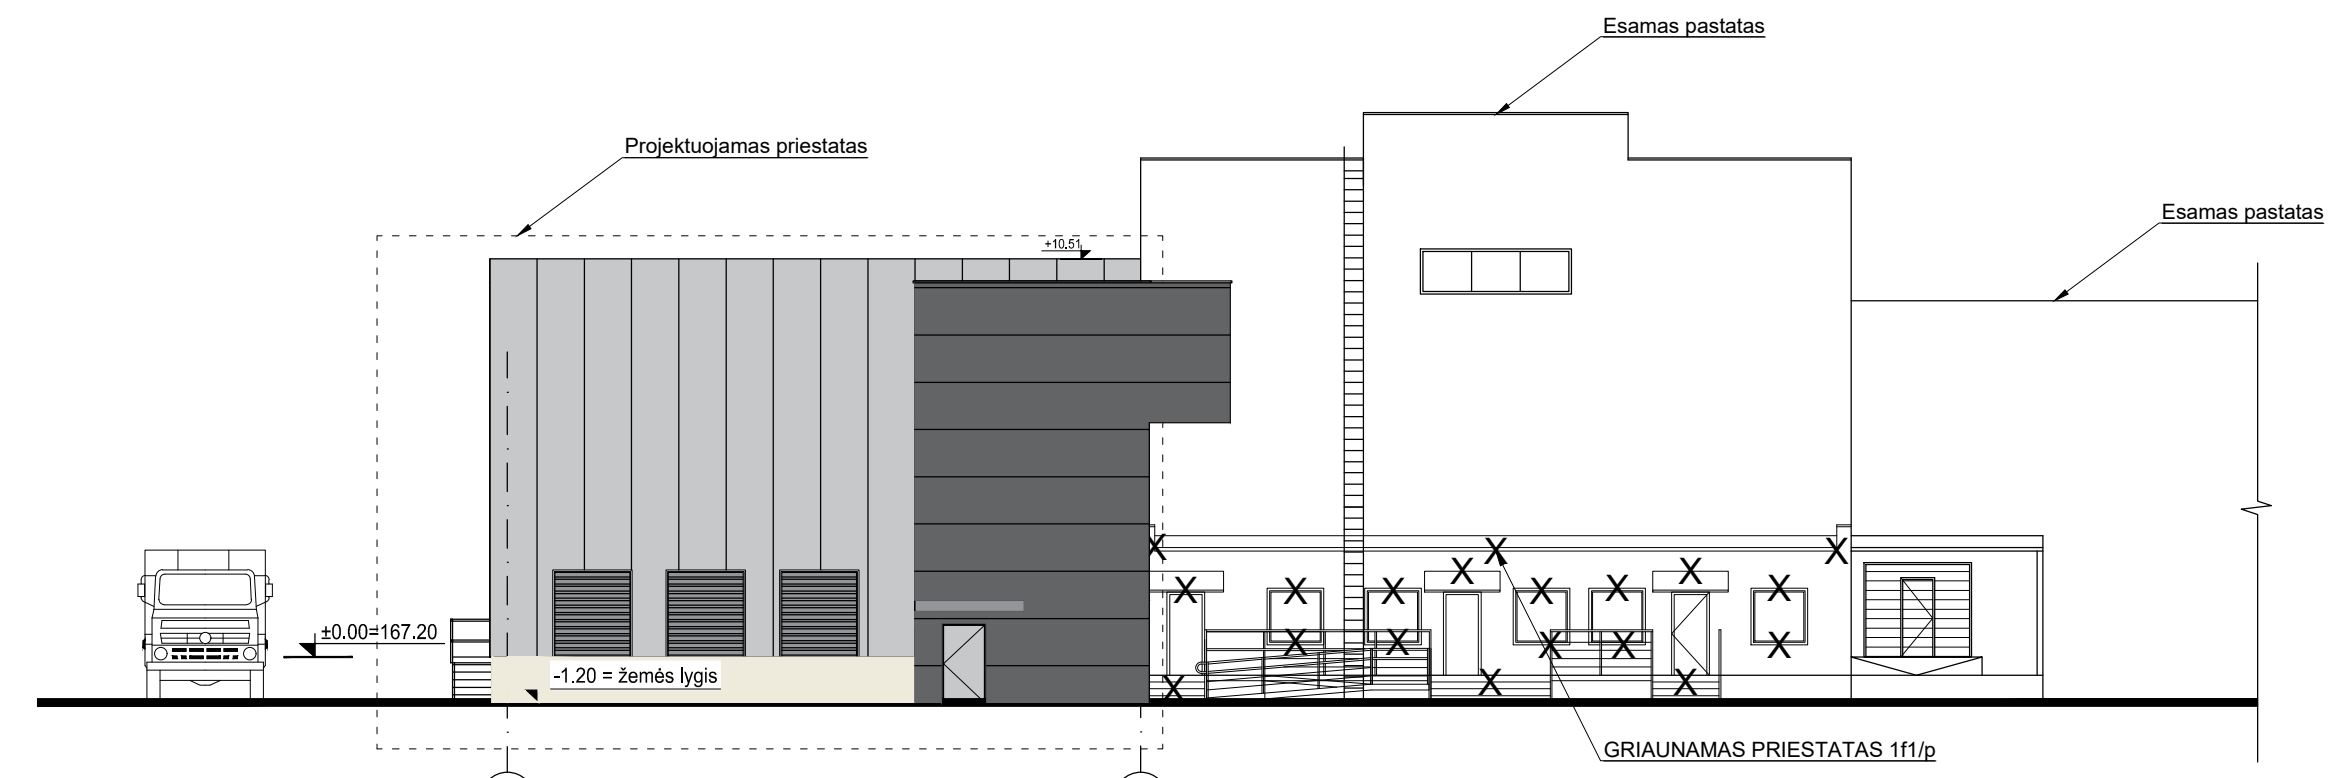 Esamas pastatas
Projektuojamas priestatas
Esamas pastatas
+10.51
±0.00=167.20
-1.20 = žemės lygis
X X X
X X X X X X X X
X X X X X
X X X
GRIAUNAMAS PRIESTATAS 1f1/p